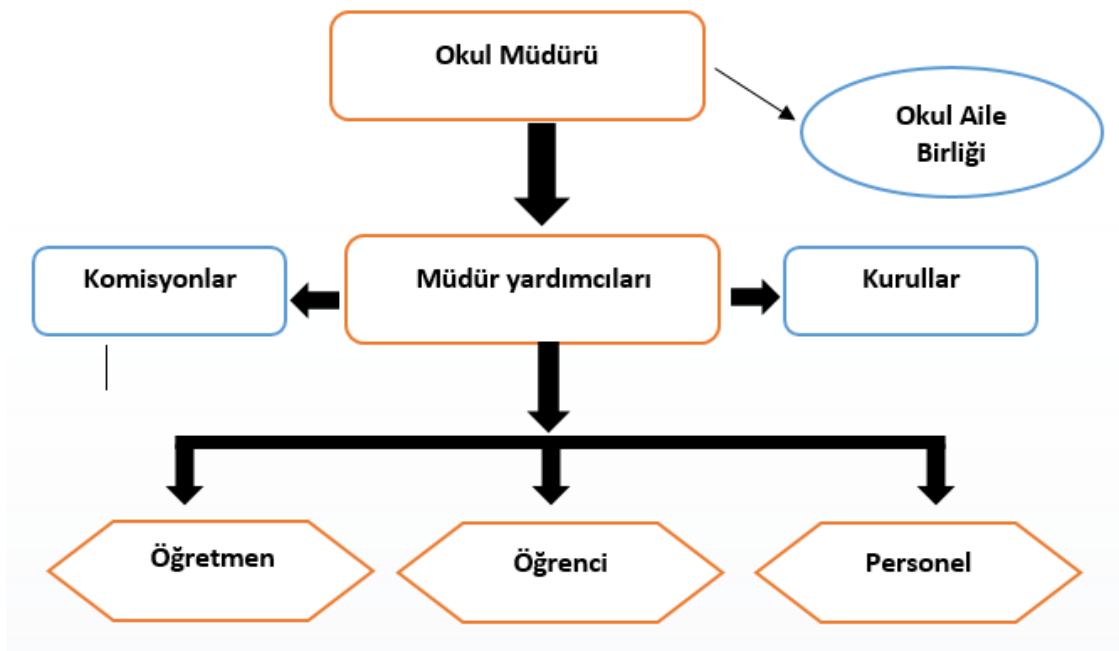 Okul Müdürü
Okul Aile
Birliği
Komisyonlar
Müdür yardımcıları
Kurullar
Öğretmen
Öğrenci
Personel